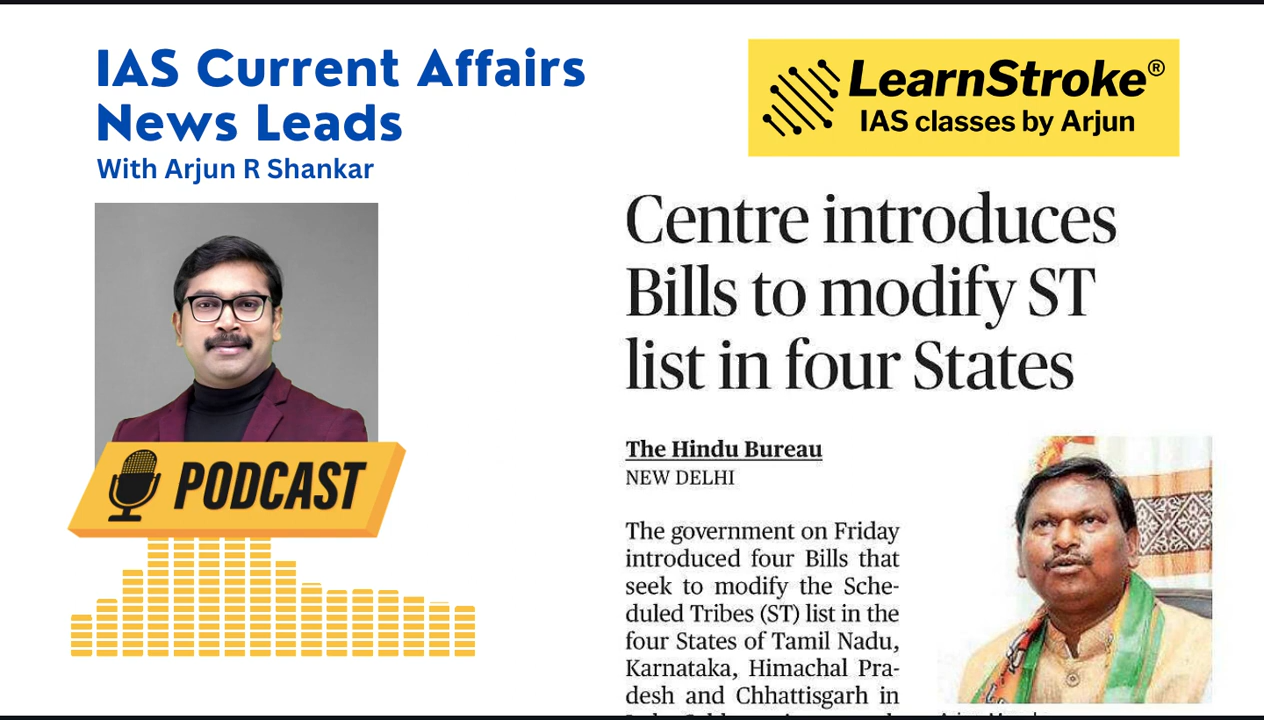 IAS Current Affairs
News Leads
With Arjun R Shankar
PODCAST
LearnStroke®
IAS classes by Arjun
Centre introduces
Bills to modify ST
list in four States
The Hindu Bureau
NEW DELHI
The government on Friday
introduced four Bills that
seek to modify the Sche-
duled Tribes (ST) list in the
four States of Tamil Nadu,
Karnataka, Himachal Pra-
desh and Chhattisgarh in